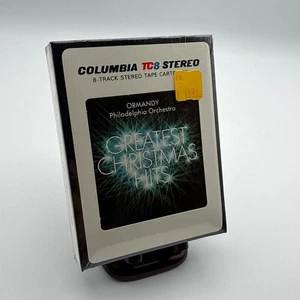 COLUMBIA TC8 STEREO
8-TRACK STEREO TAPE
ORMANDY
Philadelphia Orchestra
GREATEST
CHRISTMAS
HITS